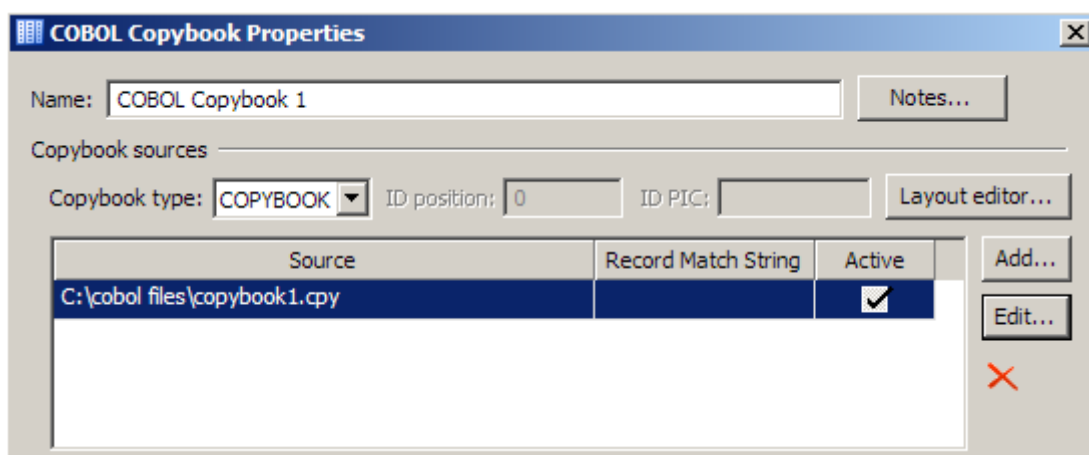 COBOL Copybook Properties
Name: COBOL Copybook 1 Notes...
Copybook sources
Copybook type: COPYBOOK ID position: 0 ID PIC: Layout editor...
Source Record Match String Active Add...
C:\cobol files\copybook1.cpy
Edit...